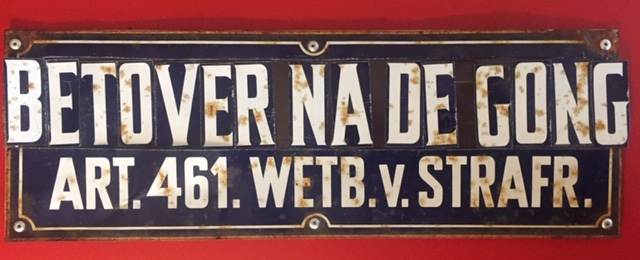 BETOVER NA DE GONG
ART. 461. WETB. v. STRAFR.